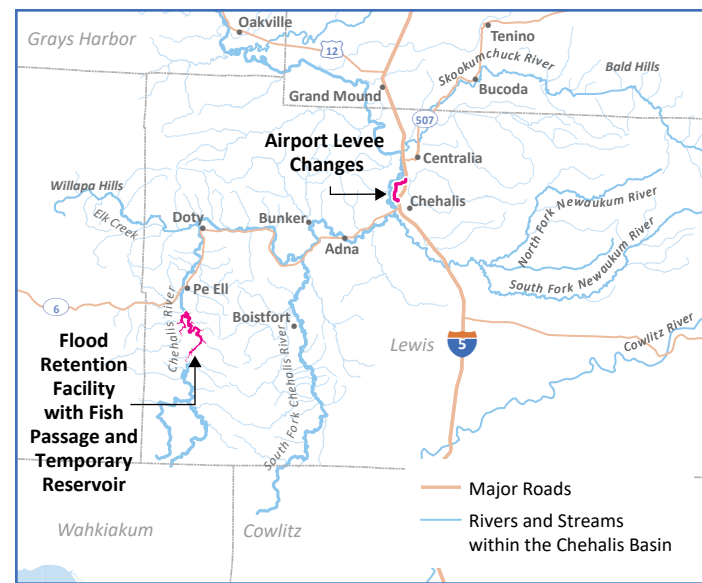 Oakville
Grays Harbor
12
Tenino
Skookumchuck River
Bald Hills
Grand Mound
Bucoda
507
Airport Levee
Changes
Centralia
Willapa Hills
Elk Creek
Doty
Bunker
Chehalis
Adna
North Fork Newaukum River
South Fork Newaukum River
Pe Ell
6
Chehalis River
Boistfort
Cowlitz River
Lewis
5
Flood
Retention
Facility
with Fish
Passage and
Temporary
Reservoir
South Fork Chehalis River
Major Roads
Rivers and Streams
within the Chehalis Basin
Wahkiakum
Cowlitz